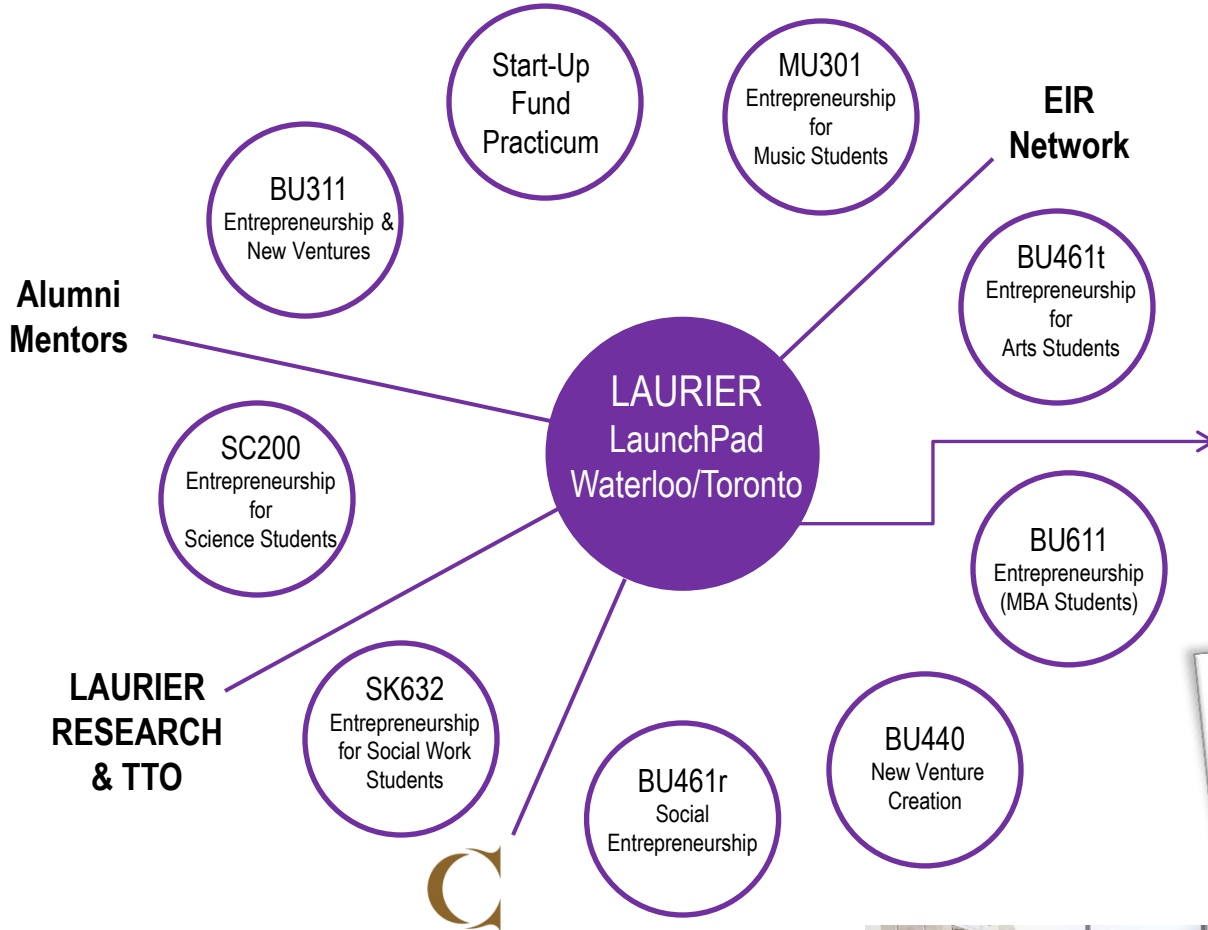 Start-Up
Fund
Practicum
MU301
Entrepreneurship
for
Music Students
EIR
Network
BU311
Entrepreneurship &
New Ventures
BU461t
Entrepreneurship
for
Arts Students
Alumni
Mentors
LAURIER
LaunchPad
Waterloo/Toronto
SC200
Entrepreneurship
for
Science Students
BU611
Entrepreneurship
(MBA Students)
LAURIER
RESEARCH
& TTO
SK632
Entrepreneurship
for Social Work
Students
BU440
New Venture
Creation
BU461r
Social
Entrepreneurship
C